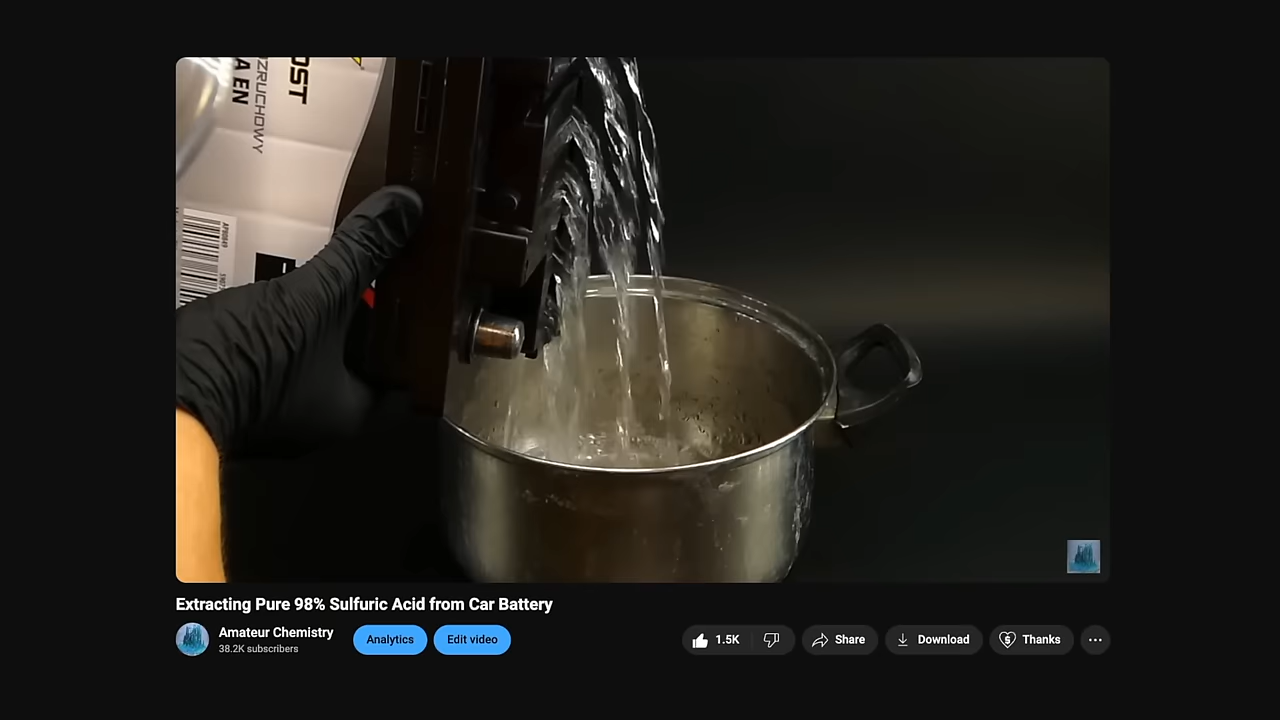 OST
ZRUCHOWY
A EN
Extracting Pure 98% Sulfuric Acid from Car Battery
Amateur Chemistry
38.2K subscribers
Analytics
Edit video
1.5K
Share
Download
Thanks